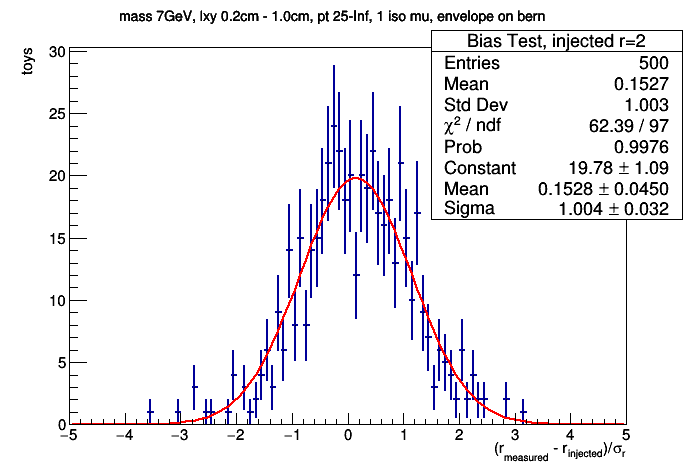 mass 7GeV, lxy 0.2cm - 1.0cm, pt 25-Inf, 1 iso mu, envelope on bern
Bias Test, injected r=2
Entries 500
Mean 0.1527
Std Dev 1.003
χ² / ndf 62.39 / 97
Prob 0.9976
Constant 19.78 ± 1.09
Mean 0.1528 ± 0.0450
Sigma 1.004 ± 0.032
toys
30
25
20
15
10
5
0
−5 −4 −3 −2 −1 0 1 2 3 4 5
(r_measured - r_injected)/σ_r